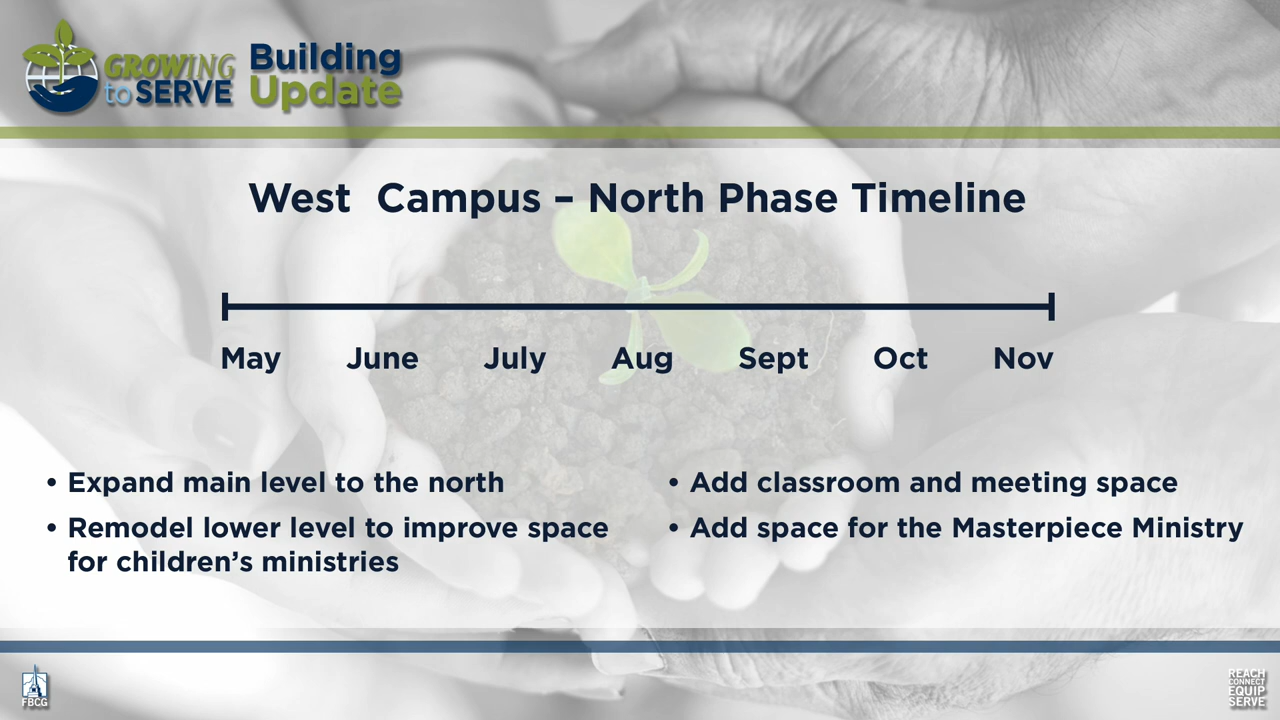 GROWING
to SERVE
Building
Update
West Campus – North Phase Timeline
May June July Aug Sept Oct Nov
• Expand main level to the north
• Remodel lower level to improve space
for children’s ministries
• Add classroom and meeting space
• Add space for the Masterpiece Ministry
FBCG
REACH
CONNECT
EQUIP
SERVE